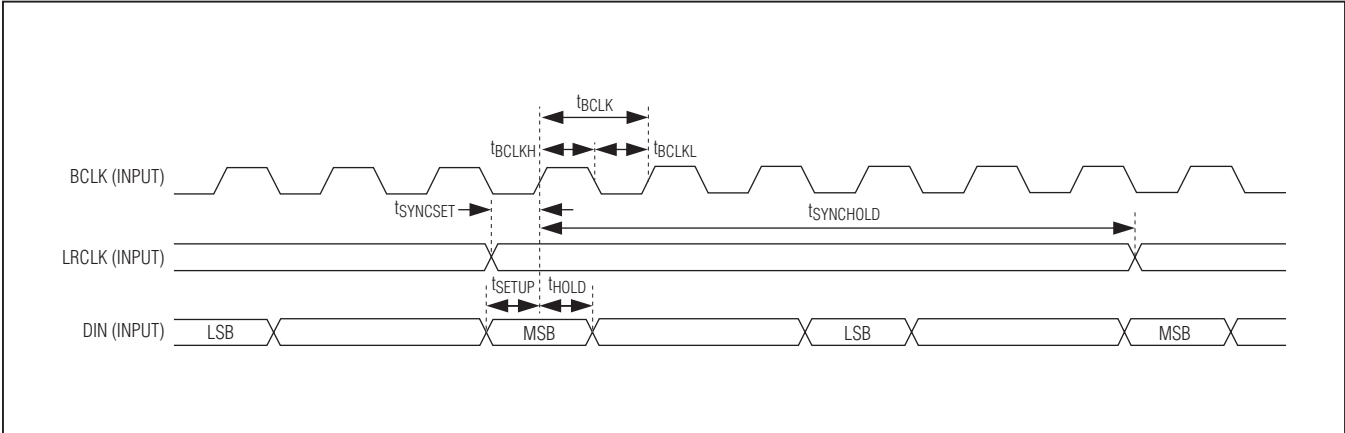 tBCLK
tBCLKH
tBCLKL
BCLK (INPUT)
tSYNCSET
tSYNCHOLD
LRCLK (INPUT)
tSETUP
tHOLD
DIN (INPUT)
LSB
MSB
LSB
MSB